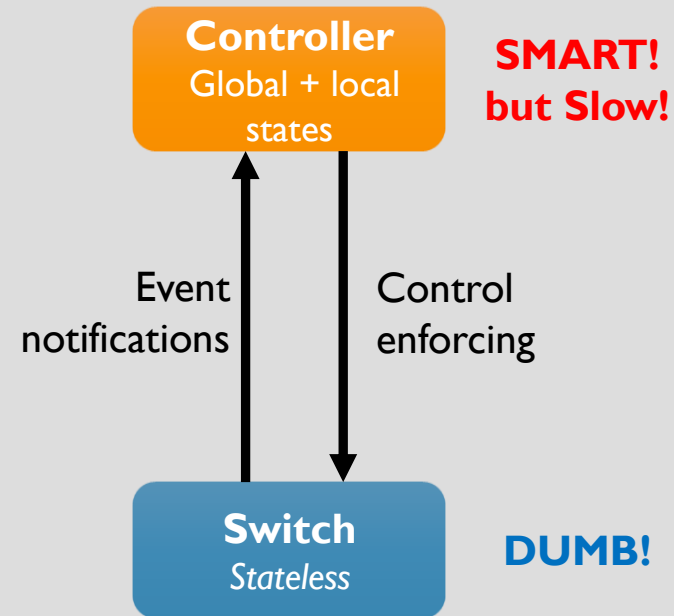 Controller
Global + local
states
SMART!
but Slow!
Event
notifications
Control
enforcing
Switch
Stateless
DUMB!